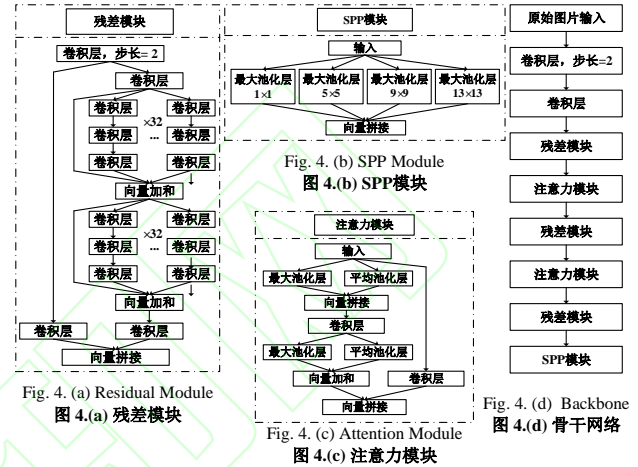 残差模块
卷积层，步长= 2
卷积层
卷积层 卷积层
×32
卷积层 ... 卷积层
卷积层 卷积层
向量加和
卷积层 卷积层
×32
卷积层 ... 卷积层
卷积层 卷积层
向量加和
卷积层 卷积层
向量拼接
Fig. 4. (a) Residual Module
图 4.(a) 残差模块
SPP模块
输入
最大池化层 最大池化层 最大池化层 最大池化层
1×1 5×5 9×9 13×13
向量拼接
Fig. 4. (b) SPP Module
图 4.(b) SPP模块
注意力模块
输入
最大池化层 平均池化层
向量拼接
卷积层
最大池化层 平均池化层
向量加和 卷积层
向量拼接
Fig. 4. (c) Attention Module
图 4.(c) 注意力模块
原始图片输入
卷积层，步长=2
卷积层
残差模块
注意力模块
残差模块
注意力模块
残差模块
SPP模块
Fig. 4. (d) Backbone
图 4.(d) 骨干网络